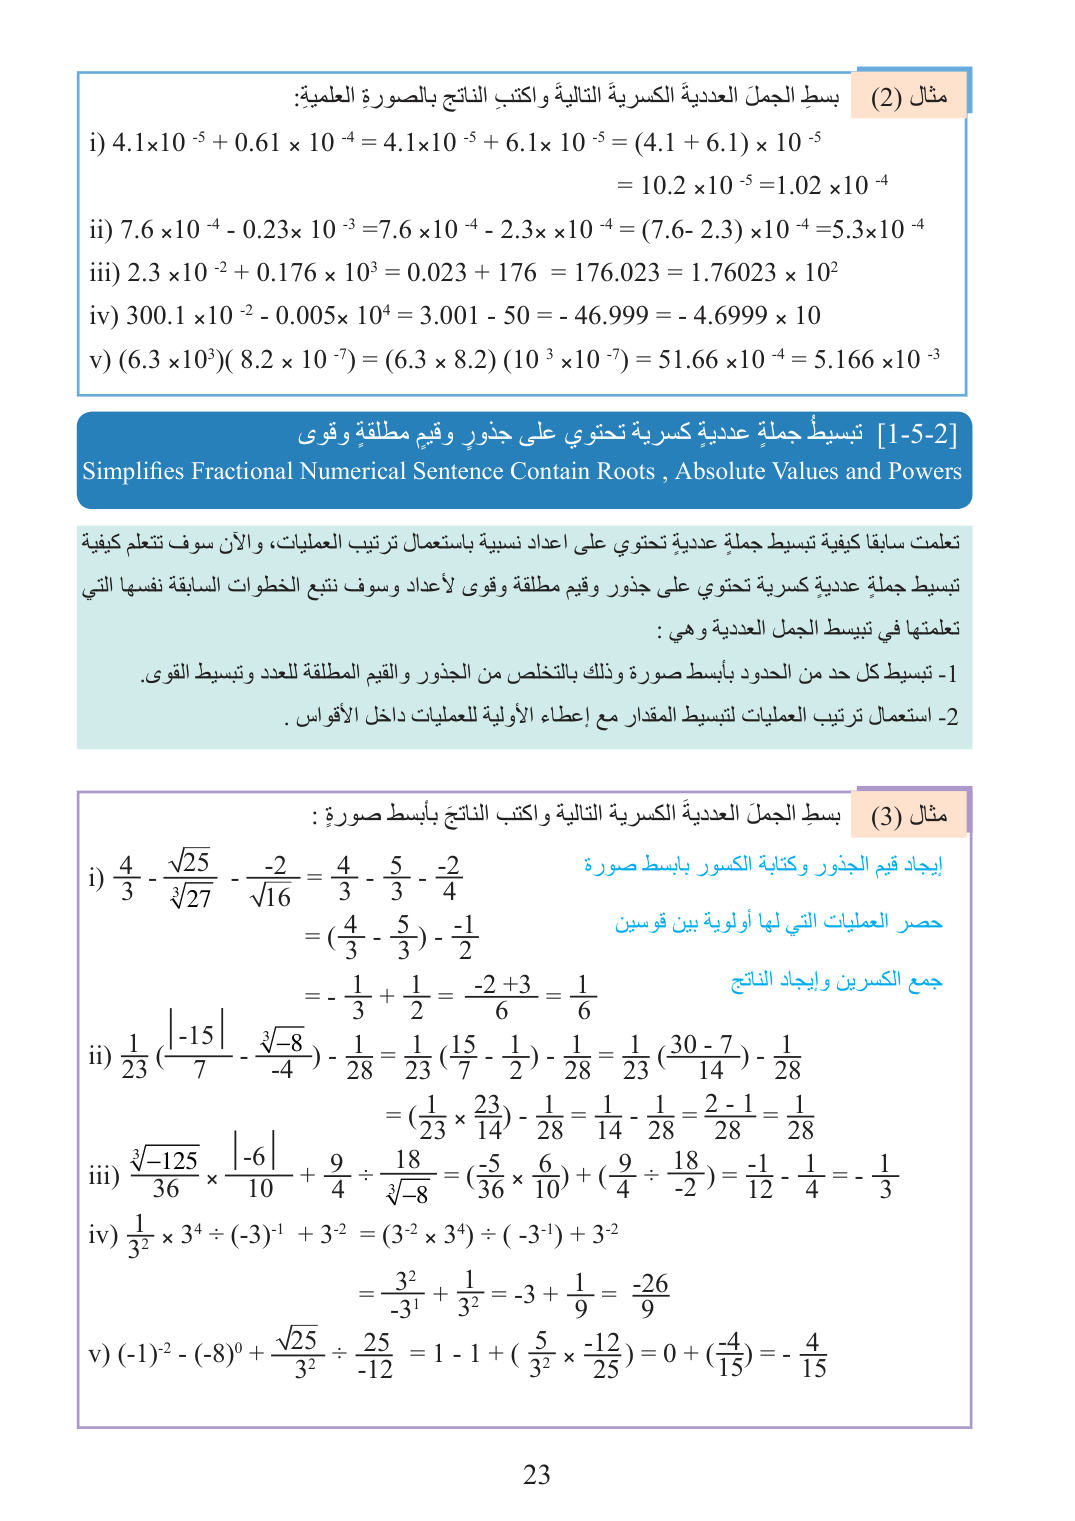 مثال (2) بسطِ الجملَ العدديةَ الكسريةَ التاليةَ واكتبِ الناتج بالصورةِ العلميةِ:
i) 4.1×10 ⁻⁵ + 0.61 × 10 ⁻⁴ = 4.1×10 ⁻⁵ + 6.1× 10 ⁻⁵ = (4.1 + 6.1) × 10 ⁻⁵
= 10.2 ×10 ⁻⁵ =1.02 ×10 ⁻⁴
ii) 7.6 ×10 ⁻⁴ - 0.23× 10 ⁻³ =7.6 ×10 ⁻⁴ - 2.3× ×10 ⁻⁴ = (7.6- 2.3) ×10 ⁻⁴ =5.3×10 ⁻⁴
iii) 2.3 ×10 ⁻² + 0.176 × 10³ = 0.023 + 176 = 176.023 = 1.76023 × 10²
iv) 300.1 ×10 ⁻² - 0.005× 10⁴ = 3.001 - 50 = - 46.999 = - 4.6999 × 10
v) (6.3 ×10³)( 8.2 × 10 ⁻⁷) = (6.3 × 8.2) (10 ³ ×10 ⁻⁷) = 51.66 ×10 ⁻⁴ = 5.166 ×10 ⁻³
[1-5-2] تبسيطُ جملةٍ عدديةٍ كسرية تحتوي على جذورٍ وقيمٍ مطلقةٍ وقوى
Simplifies Fractional Numerical Sentence Contain Roots , Absolute Values and Powers
تعلمت سابقا كيفية تبسيط جملةٍ عدديةٍ تحتوي على اعداد نسبية باستعمال ترتيب العمليات، والآن سوف تتعلم كيفية
تبسيط جملةٍ عدديةٍ كسرية تحتوي على جذور وقيم مطلقة وقوى لأعداد وسوف نتبع الخطوات السابقة نفسها التي
تعلمتها في تبيسط الجمل العددية وهي :
1- تبسيط كل حد من الحدود بأبسط صورة وذلك بالتخلص من الجذور والقيم المطلقة للعدد وتبسيط القوى.
2- استعمال ترتيب العمليات لتبسيط المقدار مع إعطاء الأولية للعمليات داخل الأقواس .
مثال (3) بسطِ الجملَ العدديةَ الكسرية التالية واكتب الناتجَ بأبسط صورةٍ :
i) 4/3 - √25/∛27 - -2/√16 = 4/3 - 5/3 - -2/4 إيجاد قيم الجذور وكتابة الكسور بابسط صورة
= (4/3 - 5/3) - -1/2 حصر العمليات التي لها أولوية بين قوسين
= - 1/3 + 1/2 = -2 +3/6 = 1/6 جمع الكسرين وإيجاد الناتج
ii) 1/23 (|-15|/7 - ∛–8/-4) - 1/28 = 1/23 (15/7 - 1/2) - 1/28 = 1/23 (30 - 7/14) - 1/28
= (1/23 × 23/14) - 1/28 = 1/14 - 1/28 = 2 - 1/28 = 1/28
iii) ∛–125/36 × |-6|/10 + 9/4 ÷ 18/∛–8 = (-5/36 × 6/10) + (9/4 ÷ 18/-2) = -1/12 - 1/4 = - 1/3
iv) 1/3² × 3⁴ ÷ (-3)⁻¹ + 3⁻² = (3⁻² × 3⁴) ÷ ( -3⁻¹) + 3⁻²
= 3²/-3¹ + 1/3² = -3 + 1/9 = -26/9
v) (-1)⁻² - (-8)⁰ + √25/3² ÷ 25/-12 = 1 - 1 + ( 5/3² × -12/25 ) = 0 + (-4/15) = - 4/15
23